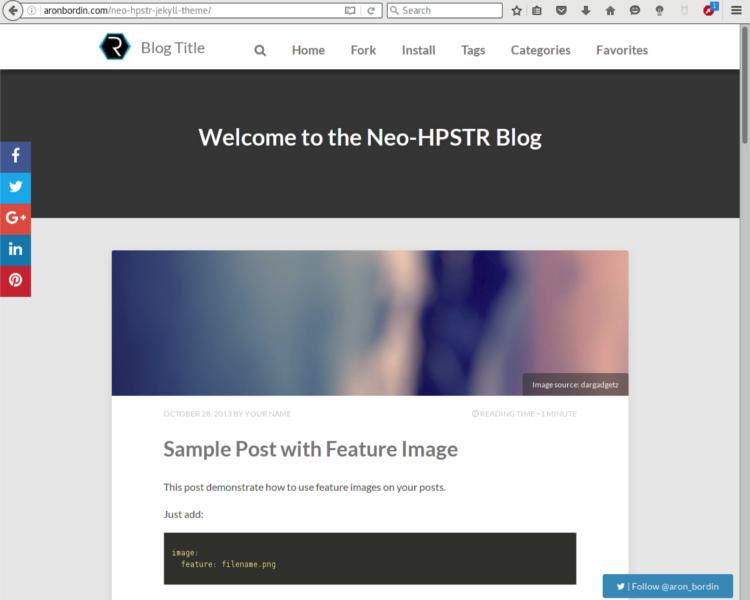 aronbordin.com/neo-hpstr-jekyll-theme/
Search
1
Blog Title
Home Fork Install Tags Categories Favorites
Welcome to the Neo-HPSTR Blog
f
G+
in
Image source: dargadgetz
OCTOBER 28, 2013 BY YOUR NAME
READING TIME ~1 MINUTE
Sample Post with Feature Image
This post demonstrate how to use feature images on your posts.
Just add:
image:
feature: filename.png
| Follow @aron_bordin